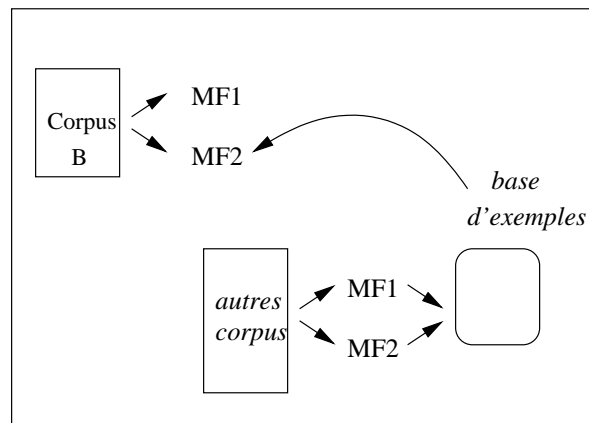 MF1
Corpus
B
MF2
base
d'exemples
autres
corpus
MF1
MF2